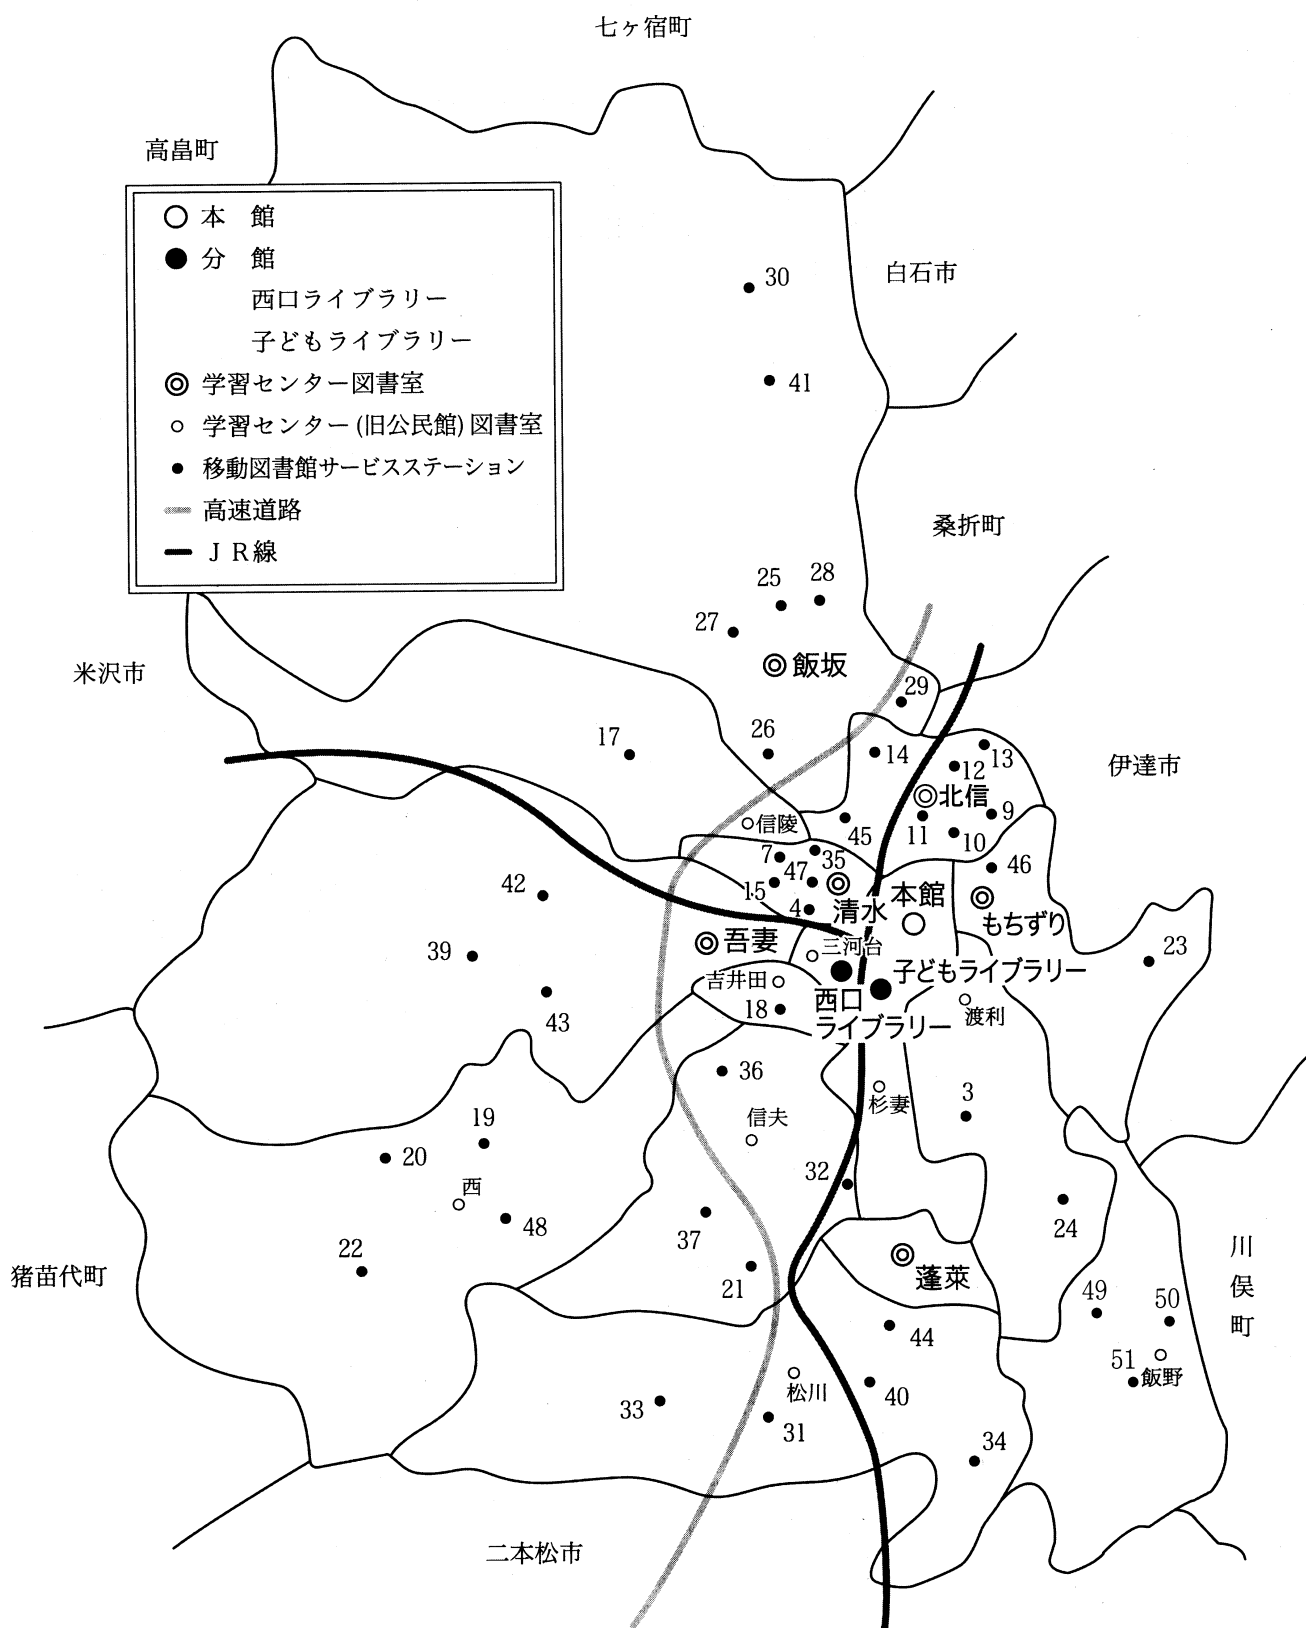 七ヶ宿町
高畠町
本 館
分 館
西口ライブラリー
子どもライブラリー
学習センター図書室
学習センター(旧公民館)図書室
移動図書館サービスステーション
高速道路
JR線
白石市
30
41
桑折町
25
28
27
飯坂
米沢市
29
17
26
14
13
12
伊達市
北信
9
信陵
45
11
10
7
35
46
47
15
42
4
清水
本館
もちずり
39
吾妻
三河台
23
吉井田
子どもライブラリー
西口
ライブラリー
18
渡利
43
36
3
杉妻
信夫
19
20
西
32
48
37
24
22
猪苗代町
21
蓬萊
川俣町
49
50
44
51
飯野
松川
40
33
31
34
二本松市